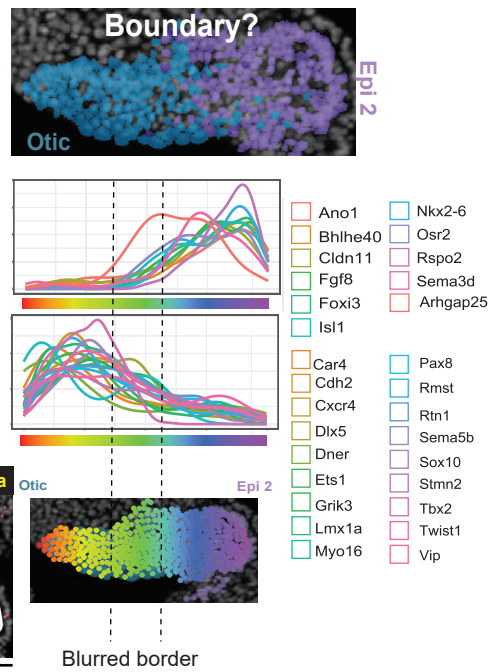 Boundary?
Otic
Epi 2
Ano1
Bhlhe40
Cldn11
Fgf8
Foxi3
Isl1
Nkx2-6
Osr2
Rspo2
Sema3d
Arhgap25
Car4
Cdh2
Cxcr4
Dlx5
Dner
Ets1
Grik3
Lmx1a
Myo16
Pax8
Rmst
Rtn1
Sema5b
Sox10
Stmn2
Tbx2
Twist1
Vip
a
Otic
Epi 2
Blurred border